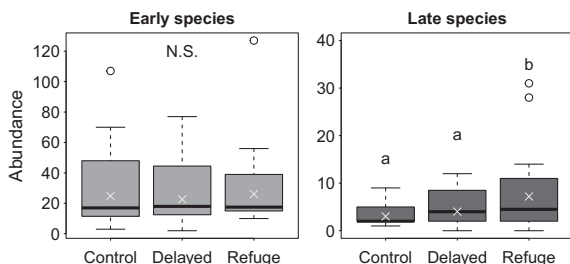 Early species
Late species
Abundance
120
100
80
60
40
20
0
N.S.
Control Delayed Refuge
40
30
20
10
0
a
a
b
Control Delayed Refuge